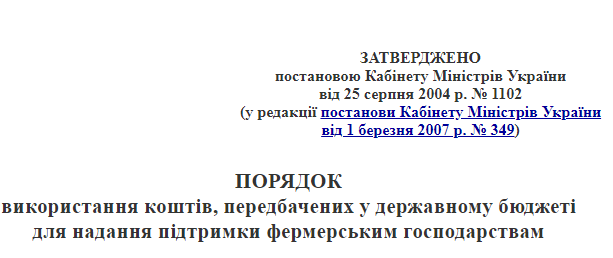 ЗАТВЕРДЖЕНО
постановою Кабінету Міністрів України
від 25 серпня 2004 р. № 1102
(у редакції постанови Кабінету Міністрів України
від 1 березня 2007 р. № 349)
ПОРЯДОК
використання коштів, передбачених у державному бюджеті
для надання підтримки фермерським господарствам